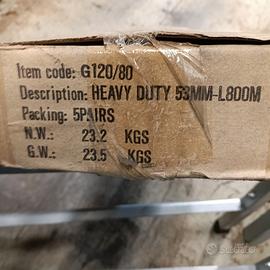 Item code: G120/80
Description: HEAVY DUTY 53MM-L800M
Packing: 5PAIRS
N.W.: 23.2 KGS
G.W.: 23.5 KGS